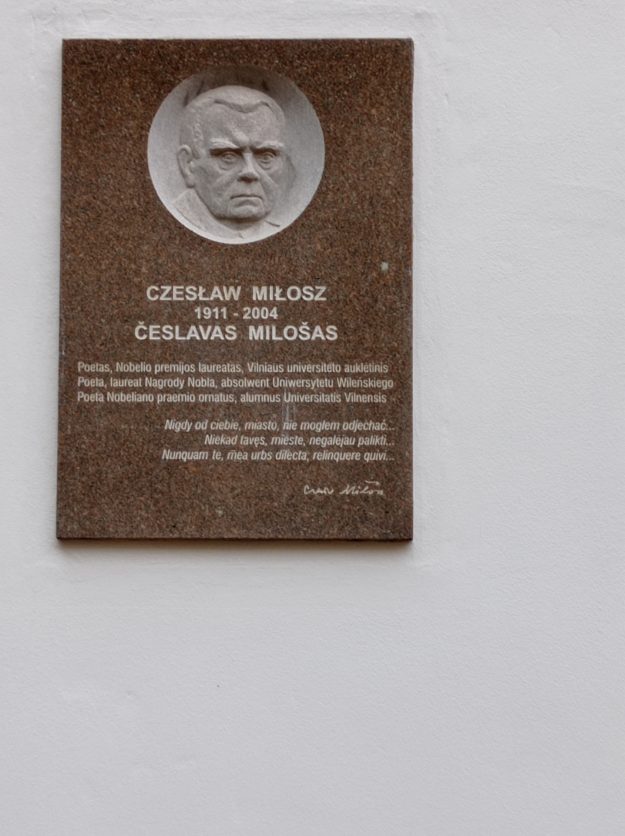 CZESŁAW MIŁOSZ
1911 - 2004
ČESLAVAS MILOŠAS
Poetas, Nobelio premijos laureatas, Vilniaus universiteto auklėtinis
Poeta, laureat Nagrody Nobla, absolwent Uniwersytetu Wileńskiego
Poeta Nobeliano praemio ornatus, alumnus Universitatis Vilnensis
Nigdy od ciebie, miasto, nie mogłem odjechać...
Niekad tavęs, mieste, negalėjau palikti...
Nunquam te, mea urbs dilecta, relinquere quivi...